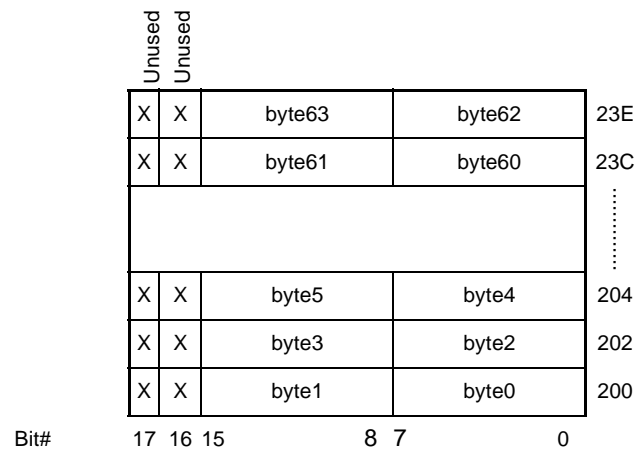 Unused Unused
X X byte63 byte62 23E
X X byte61 byte60 23C
X X byte5 byte4 204
X X byte3 byte2 202
X X byte1 byte0 200
Bit# 17 16 15 8 7 0